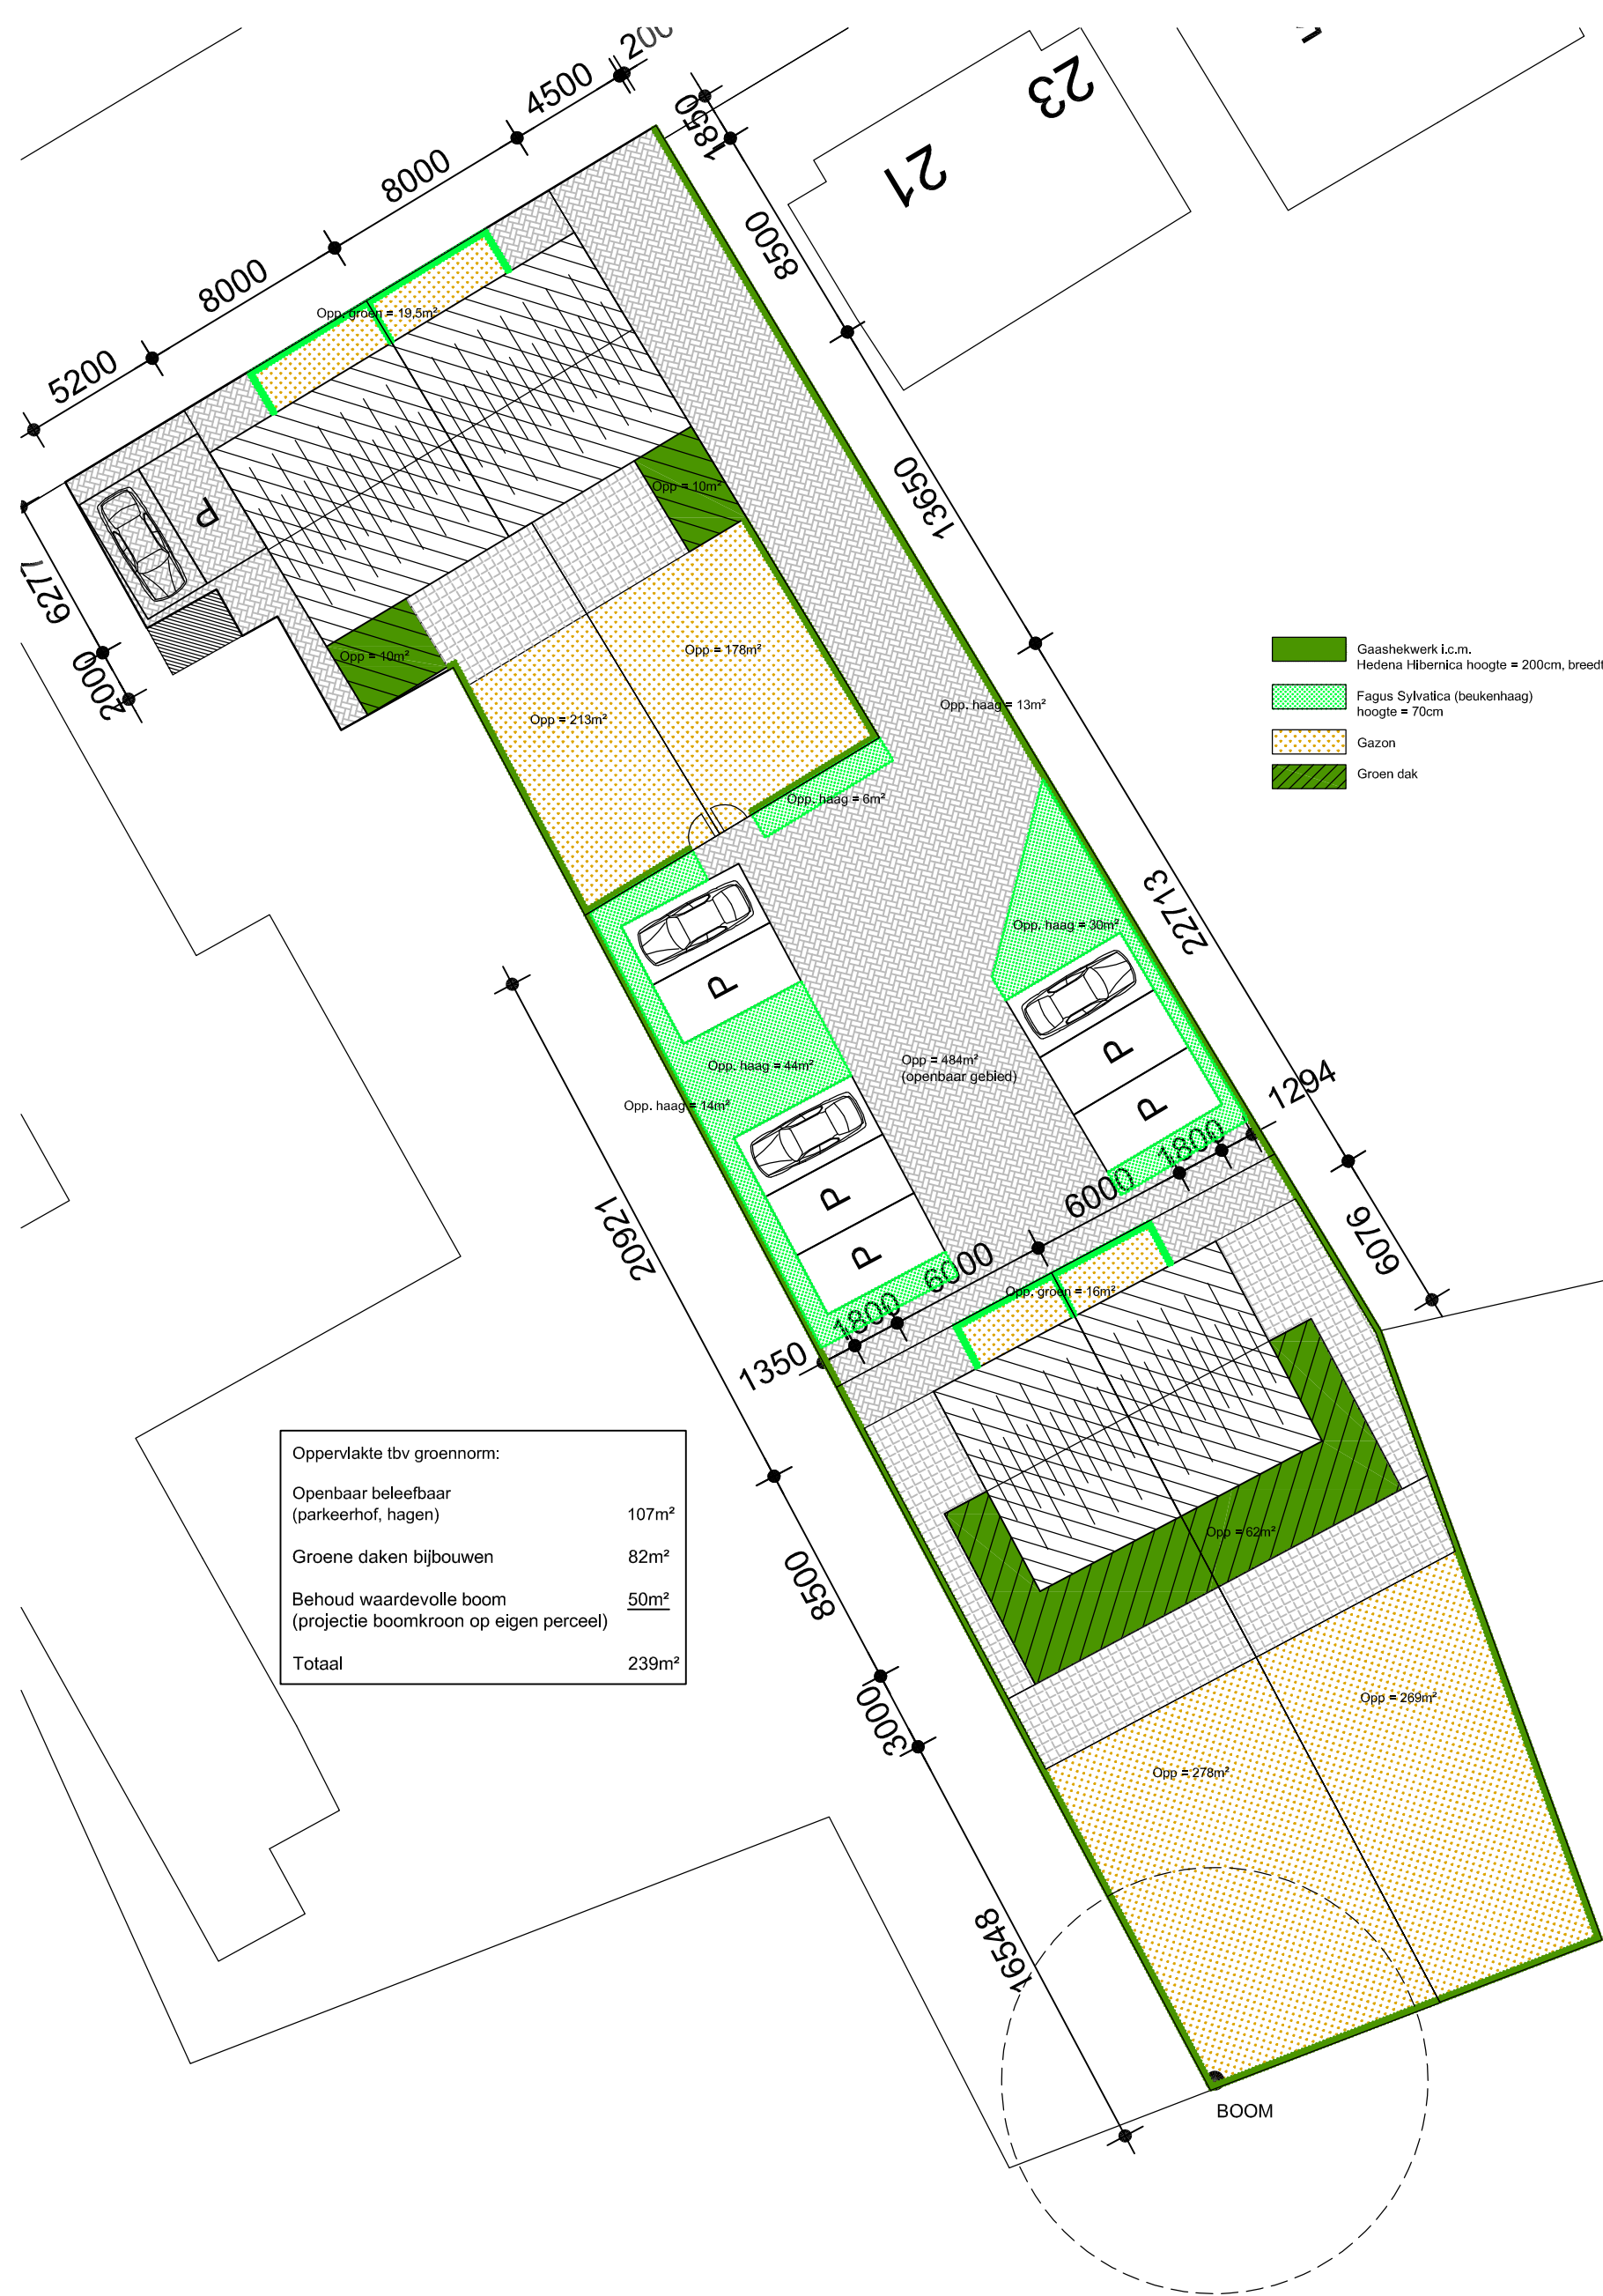 200
4500
1850
23
21
8000
8500
8000
5200
Opp. groen = 19,5m²
13650
P
Opp = 10m²
6277
2000
Opp = 10m²
Opp = 178m²
Opp = 213m²
Opp. haag = 13m²
Gaashekwerk i.c.m.
Hedena Hibernica hoogte = 200cm, breedt
Fagus Sylvatica (beukenhaag)
hoogte = 70cm
Gazon
Groen dak
Opp. haag = 6m²
22713
Opp. haag = 30m²
P
P
P
Opp. haag = 44m²
Opp = 484m²
(openbaar gebied)
Opp. haag = 14m²
1294
1800
6000
P
P
20921
6000
1800
1350
6076
Opp. groen = 16m²
Oppervlakte tbv groennorm:
Openbaar beleefbaar
(parkeerhof, hagen) 107m²
Groene daken bijbouwen 82m²
Behoud waardevolle boom 50m²
(projectie boomkroon op eigen perceel)
Totaal 239m²
8500
Opp = 62m²
3000
Opp = 269m²
Opp = 278m²
16548
BOOM